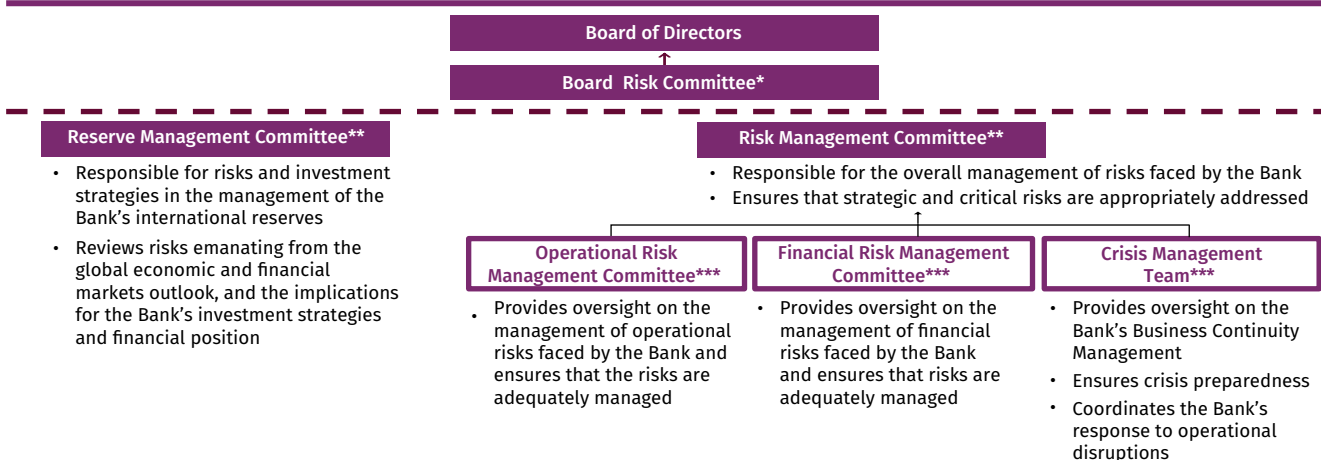 Board of Directors
Board Risk Committee*
Reserve Management Committee**
• Responsible for risks and investment
strategies in the management of the
Bank’s international reserves
• Reviews risks emanating from the
global economic and financial
markets outlook, and the implications
for the Bank’s investment strategies
and financial position
Risk Management Committee**
• Responsible for the overall management of risks faced by the Bank
• Ensures that strategic and critical risks are appropriately addressed
Operational Risk
Management Committee***
• Provides oversight on the
management of operational
risks faced by the Bank and
ensures that the risks are
adequately managed
Financial Risk Management
Committee***
• Provides oversight on the
management of financial
risks faced by the Bank
and ensures that risks are
adequately managed
Crisis Management
Team***
• Provides oversight on the
Bank’s Business Continuity
Management
• Ensures crisis preparedness
• Coordinates the Bank’s
response to operational
disruptions